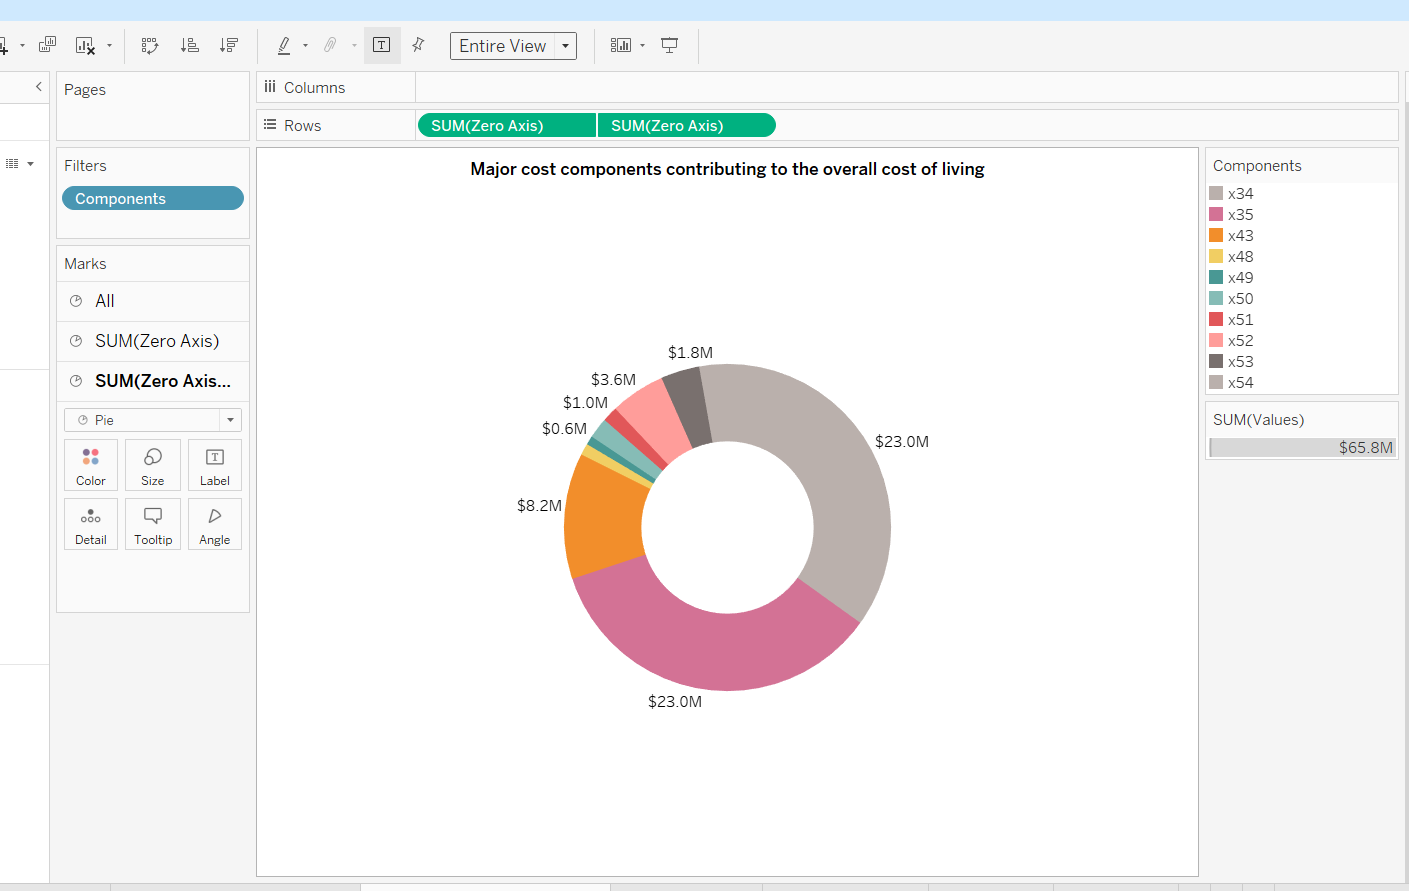 Entire View
Pages
Columns
Rows
SUM(Zero Axis)
SUM(Zero Axis)
Filters
Components
Marks
All
SUM(Zero Axis)
SUM(Zero Axis...
Pie
Color
Size
T
Label
Detail
Tooltip
Angle
Major cost components contributing to the overall cost of living
$1.8M
$3.6M
$1.0M
$0.6M
$23.0M
$8.2M
$23.0M
Components
x34
x35
x43
x48
x49
x50
x51
x52
x53
x54
SUM(Values)
$65.8M